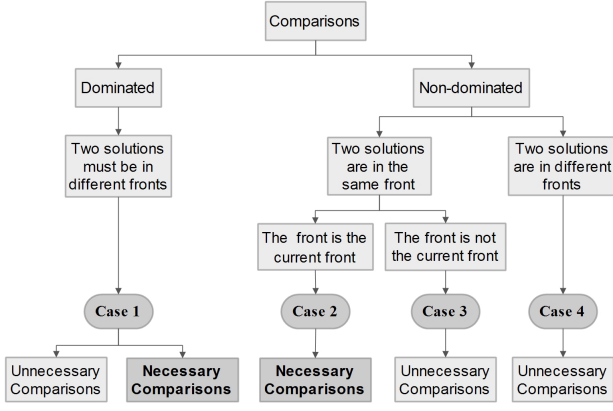 Comparisons
Dominated
Non-dominated
Two solutions
must be in
different fronts
Two solutions
are in the
same front
Two solutions
are in different
fronts
The front is the
current front
The front is not
the current front
Case 1
Case 2
Case 3
Case 4
Unnecessary
Comparisons
Necessary
Comparisons
Necessary
Comparisons
Unnecessary
Comparisons
Unnecessary
Comparisons